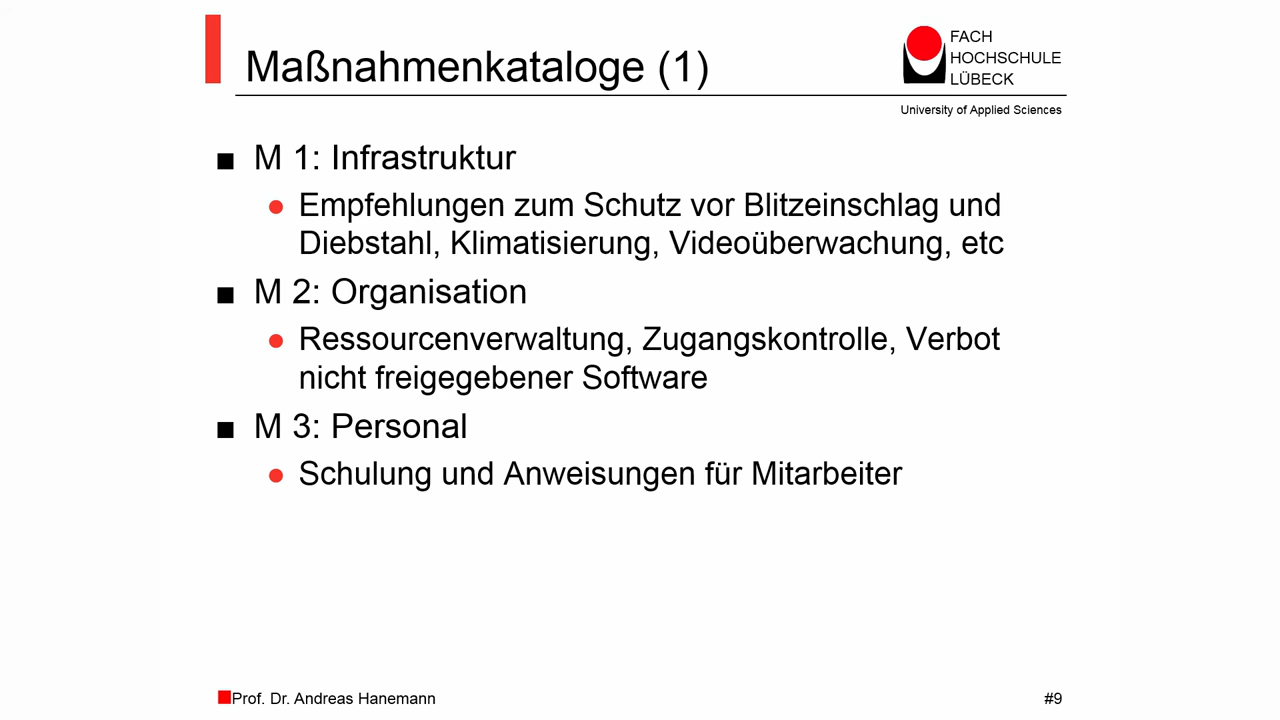 Maßnahmenkataloge (1)
FACH
HOCHSCHULE
LÜBECK
University of Applied Sciences
M 1: Infrastruktur
Empfehlungen zum Schutz vor Blitzeinschlag und
Diebstahl, Klimatisierung, Videoüberwachung, etc
M 2: Organisation
Ressourcenverwaltung, Zugangskontrolle, Verbot
nicht freigegebener Software
M 3: Personal
Schulung und Anweisungen für Mitarbeiter
Prof. Dr. Andreas Hanemann
#9